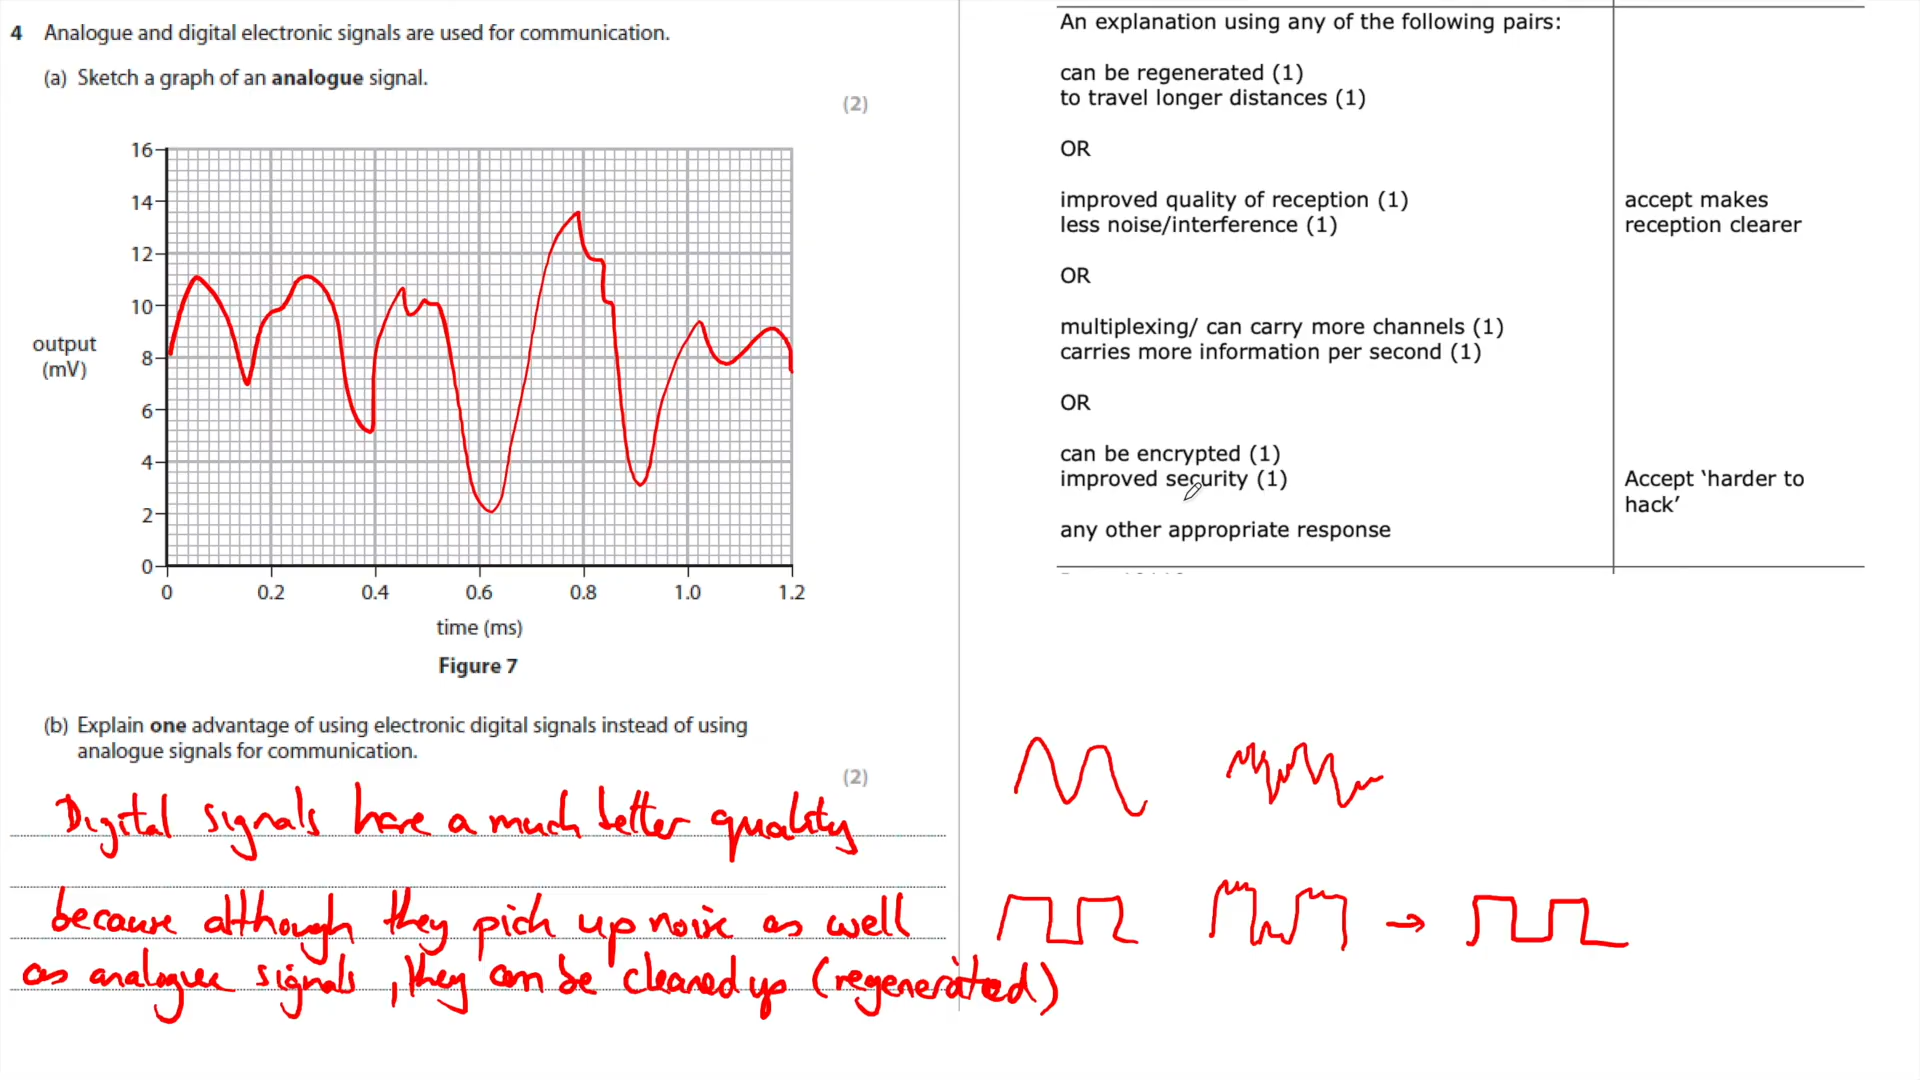 4 Analogue and digital electronic signals are used for communication.
(a) Sketch a graph of an analogue signal.
(2)
16
14
12
10
8
6
4
2
0
output
(mV)
0 0.2 0.4 0.6 0.8 1.0 1.2
time (ms)
Figure 7
(b) Explain one advantage of using electronic digital signals instead of using
analogue signals for communication.
(2)
Digital signals have a much better quality
because although they pick up noise as well
as analogue signals, they can be cleaned up (regenerated)
An explanation using any of the following pairs:
can be regenerated (1)
to travel longer distances (1)
OR
improved quality of reception (1)
less noise/interference (1)
accept makes
reception clearer
OR
multiplexing/ can carry more channels (1)
carries more information per second (1)
OR
can be encrypted (1)
improved security (1)
Accept ‘harder to
hack’
any other appropriate response